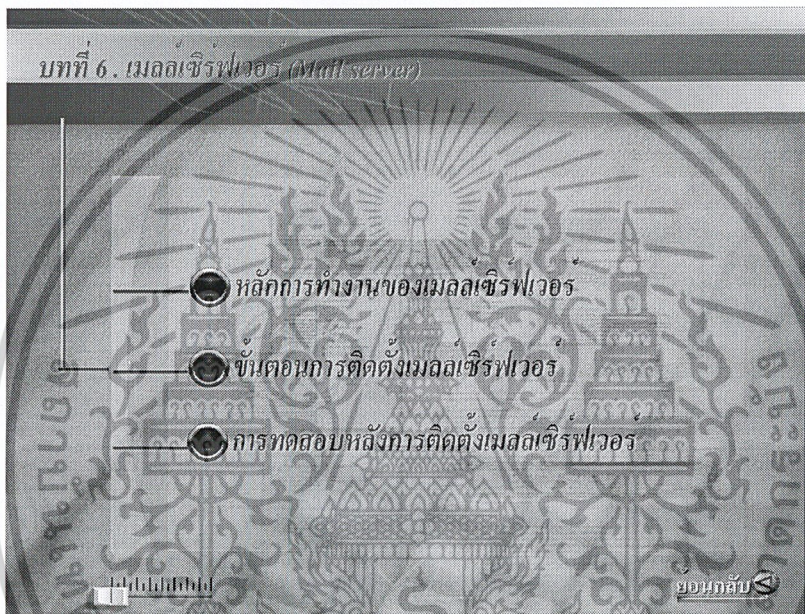 บทที่ 6 . เมลล์เซิร์ฟเวอร์ (Mail server)
หลักการทำงานของเมลล์เซิร์ฟเวอร์
ขั้นตอนการติดตั้งเมลล์เซิร์ฟเวอร์
การทดสอบหลังการติดตั้งเมลล์เซิร์ฟเวอร์
ย้อนกลับ